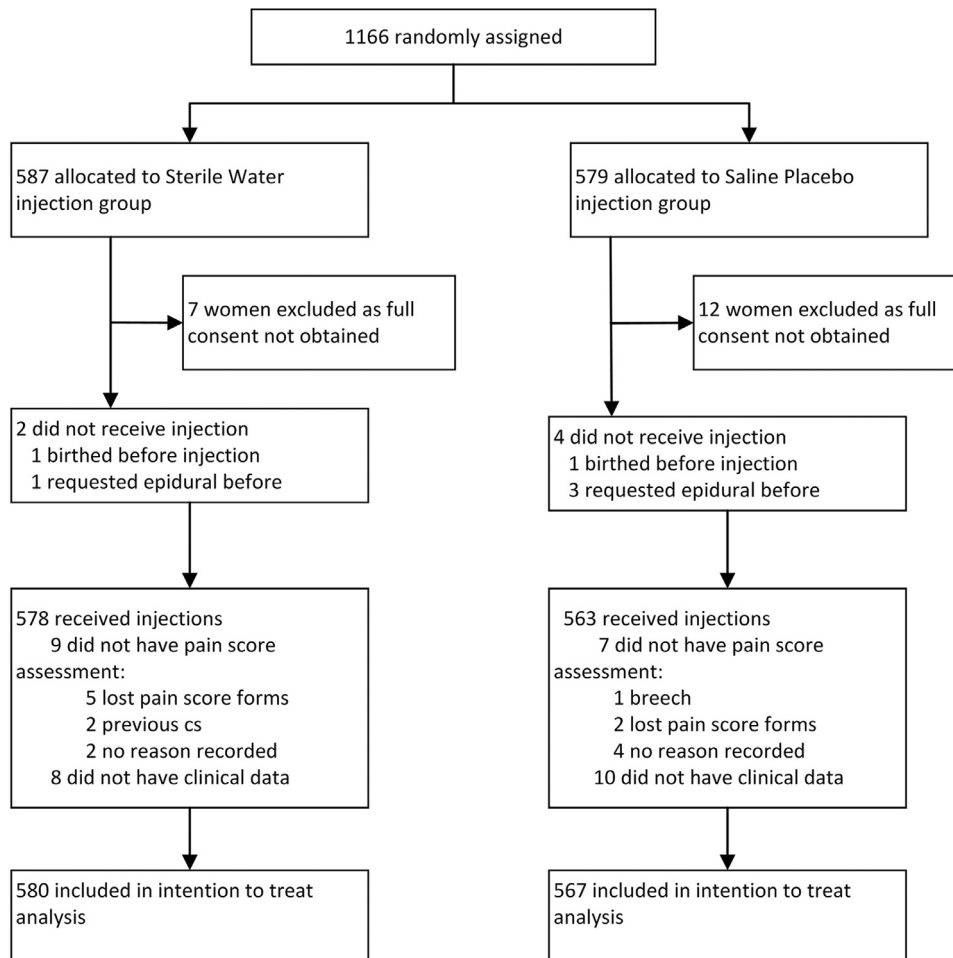 1166 randomly assigned
587 allocated to Sterile Water
injection group
579 allocated to Saline Placebo
injection group
7 women excluded as full
consent not obtained
12 women excluded as full
consent not obtained
2 did not receive injection
1 birthed before injection
1 requested epidural before
4 did not receive injection
1 birthed before injection
3 requested epidural before
578 received injections
9 did not have pain score
assessment:
5 lost pain score forms
2 previous cs
2 no reason recorded
8 did not have clinical data
563 received injections
7 did not have pain score
assessment:
1 breech
2 lost pain score forms
4 no reason recorded
10 did not have clinical data
580 included in intention to treat
analysis
567 included in intention to treat
analysis